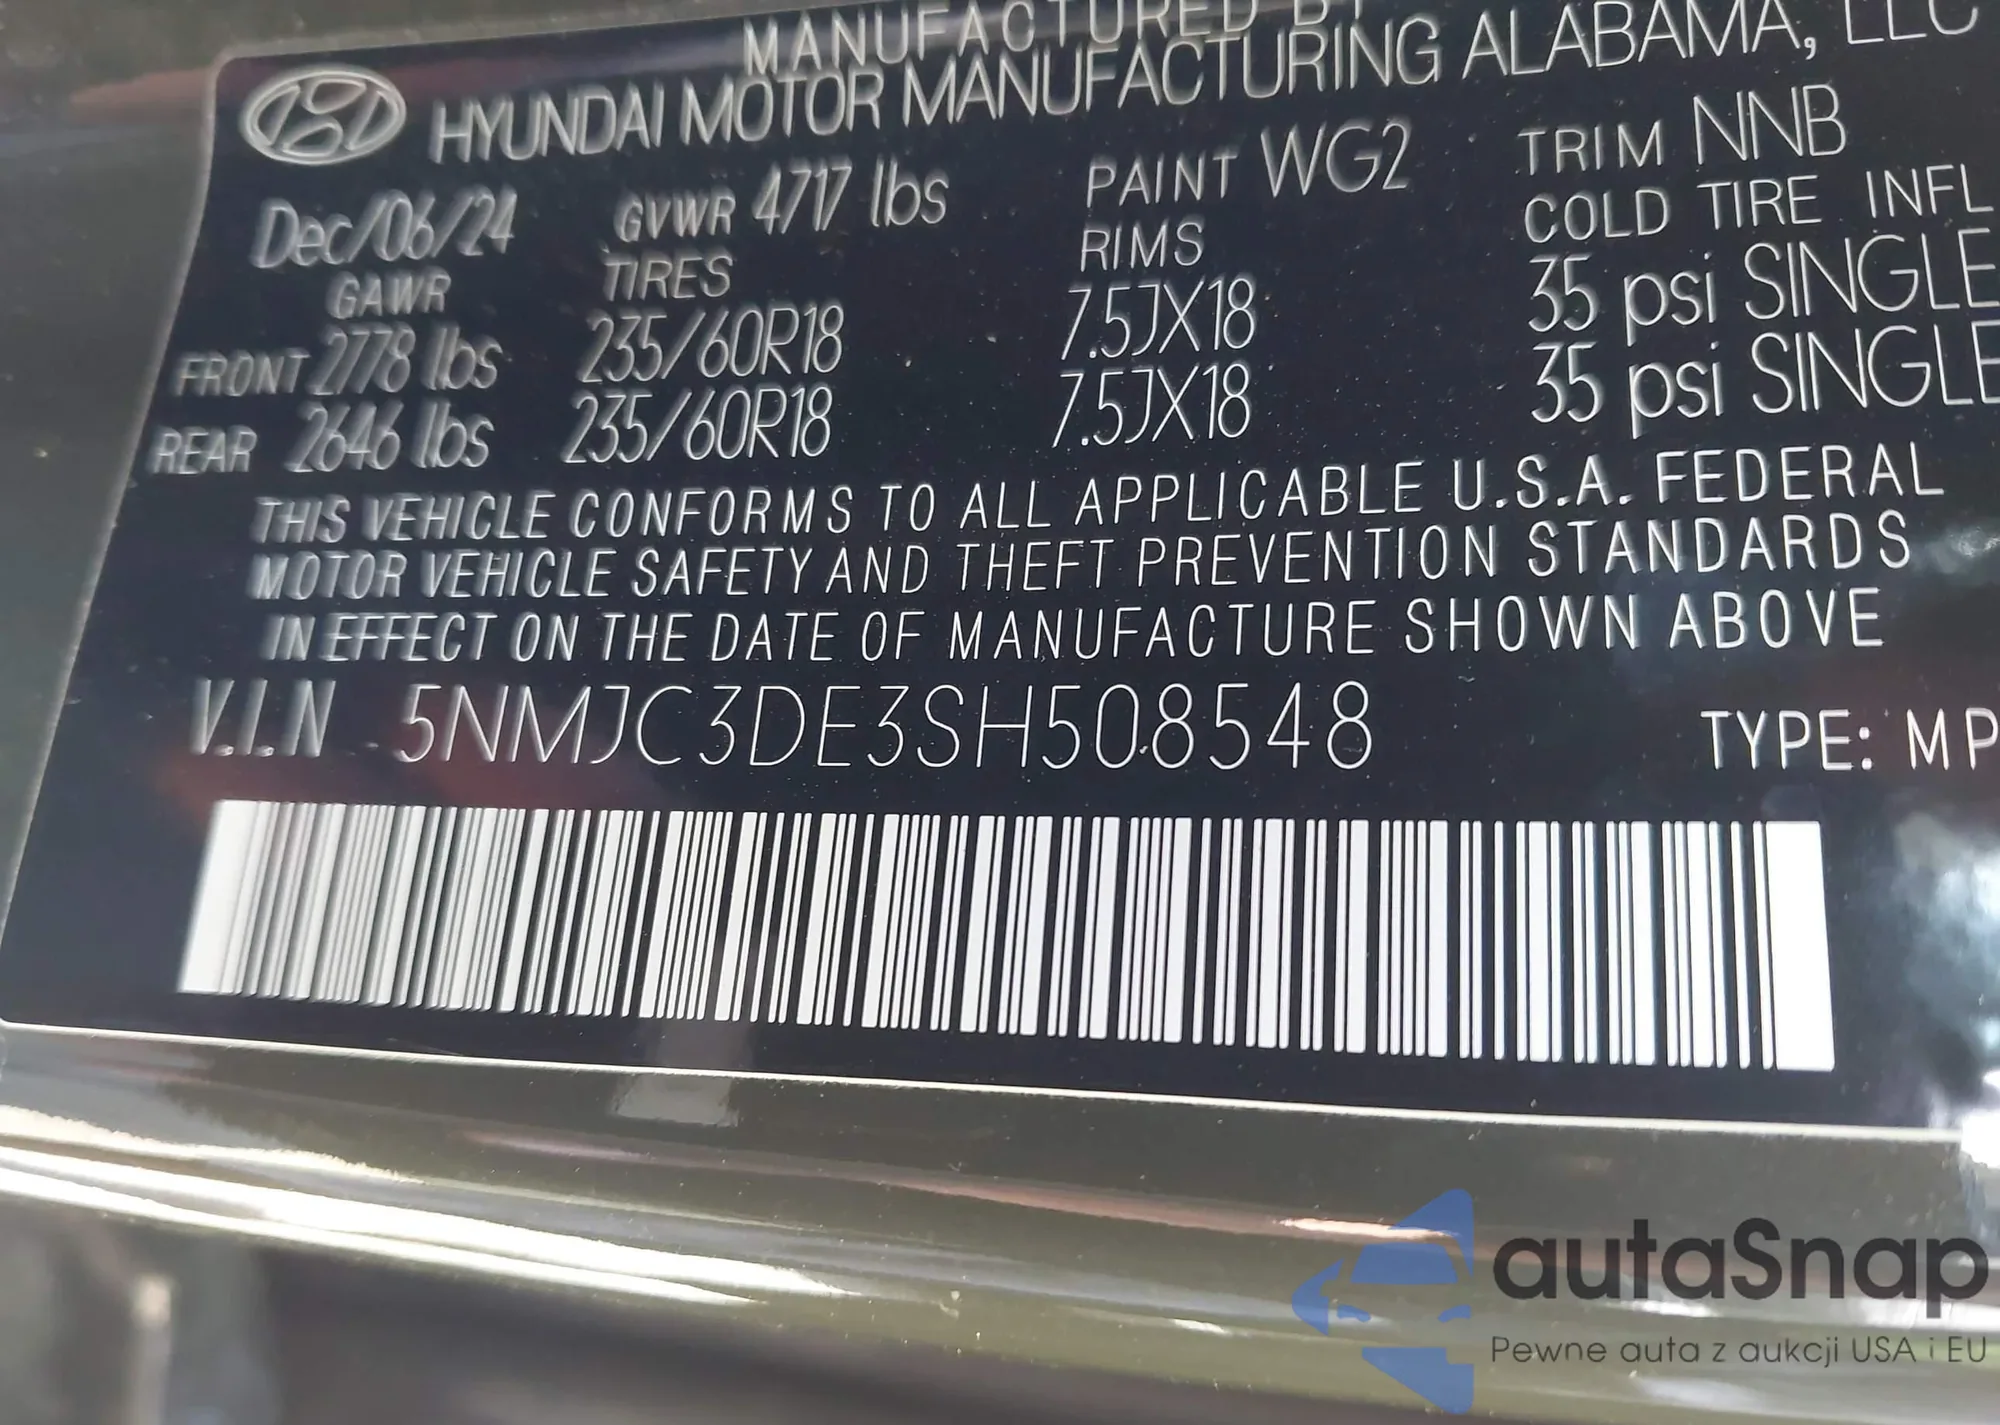 MANUFACTURED BY
HYUNDAI MOTOR MANUFACTURING ALABAMA, LLC
Dec/06/24 GVWR 4717 lbs PAINT WG2 TRIM NNB
GAWR TIRES RIMS COLD TIRE INFL
FRONT 2778 lbs 235/60R18 7.5JX18 35 psi SINGLE
REAR 2646 lbs 235/60R18 7.5JX18 35 psi SINGLE
THIS VEHICLE CONFORMS TO ALL APPLICABLE U.S.A. FEDERAL
MOTOR VEHICLE SAFETY AND THEFT PREVENTION STANDARDS
IN EFFECT ON THE DATE OF MANUFACTURE SHOWN ABOVE
V.I.N 5NMJC3DE3SH508548 TYPE: MP
autaSnap
Pewne auta z aukcji USA i EU